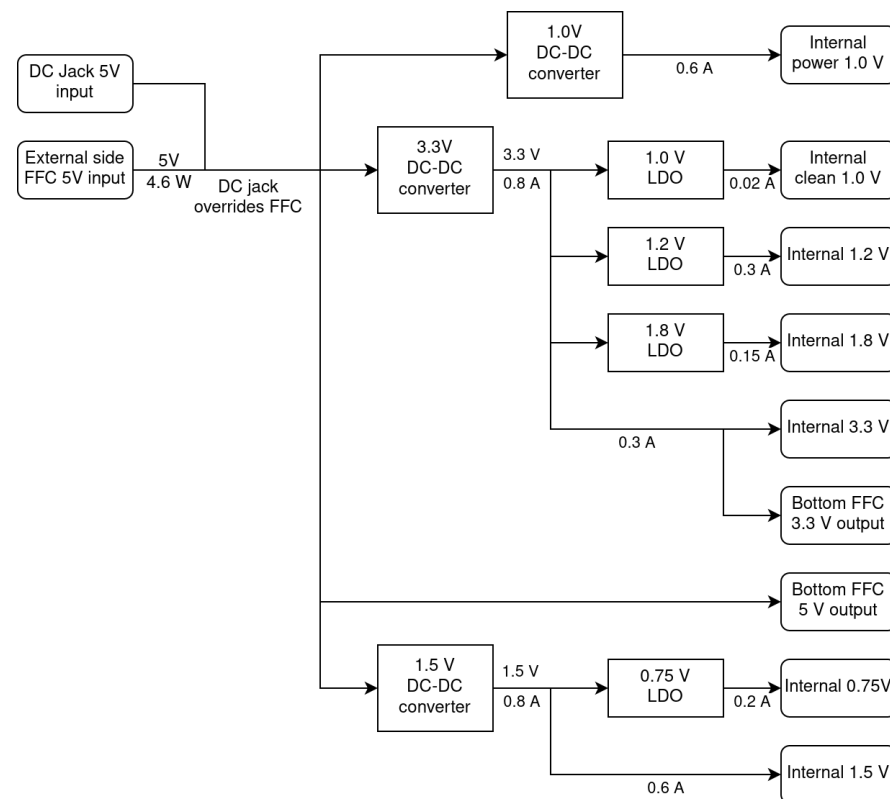 1.0V
DC-DC
converter
0.6 A
Internal
power 1.0 V
DC Jack 5V
input
External side
FFC 5V input
5V
4.6 W
DC jack
overrides FFC
3.3V
DC-DC
converter
3.3 V
0.8 A
1.0 V
LDO
0.02 A
Internal
clean 1.0 V
1.2 V
LDO
0.3 A
Internal 1.2 V
1.8 V
LDO
0.15 A
Internal 1.8 V
0.3 A
Internal 3.3 V
Bottom FFC
3.3 V output
Bottom FFC
5 V output
1.5 V
DC-DC
converter
1.5 V
0.8 A
0.75 V
LDO
0.2 A
Internal 0.75V
0.6 A
Internal 1.5 V